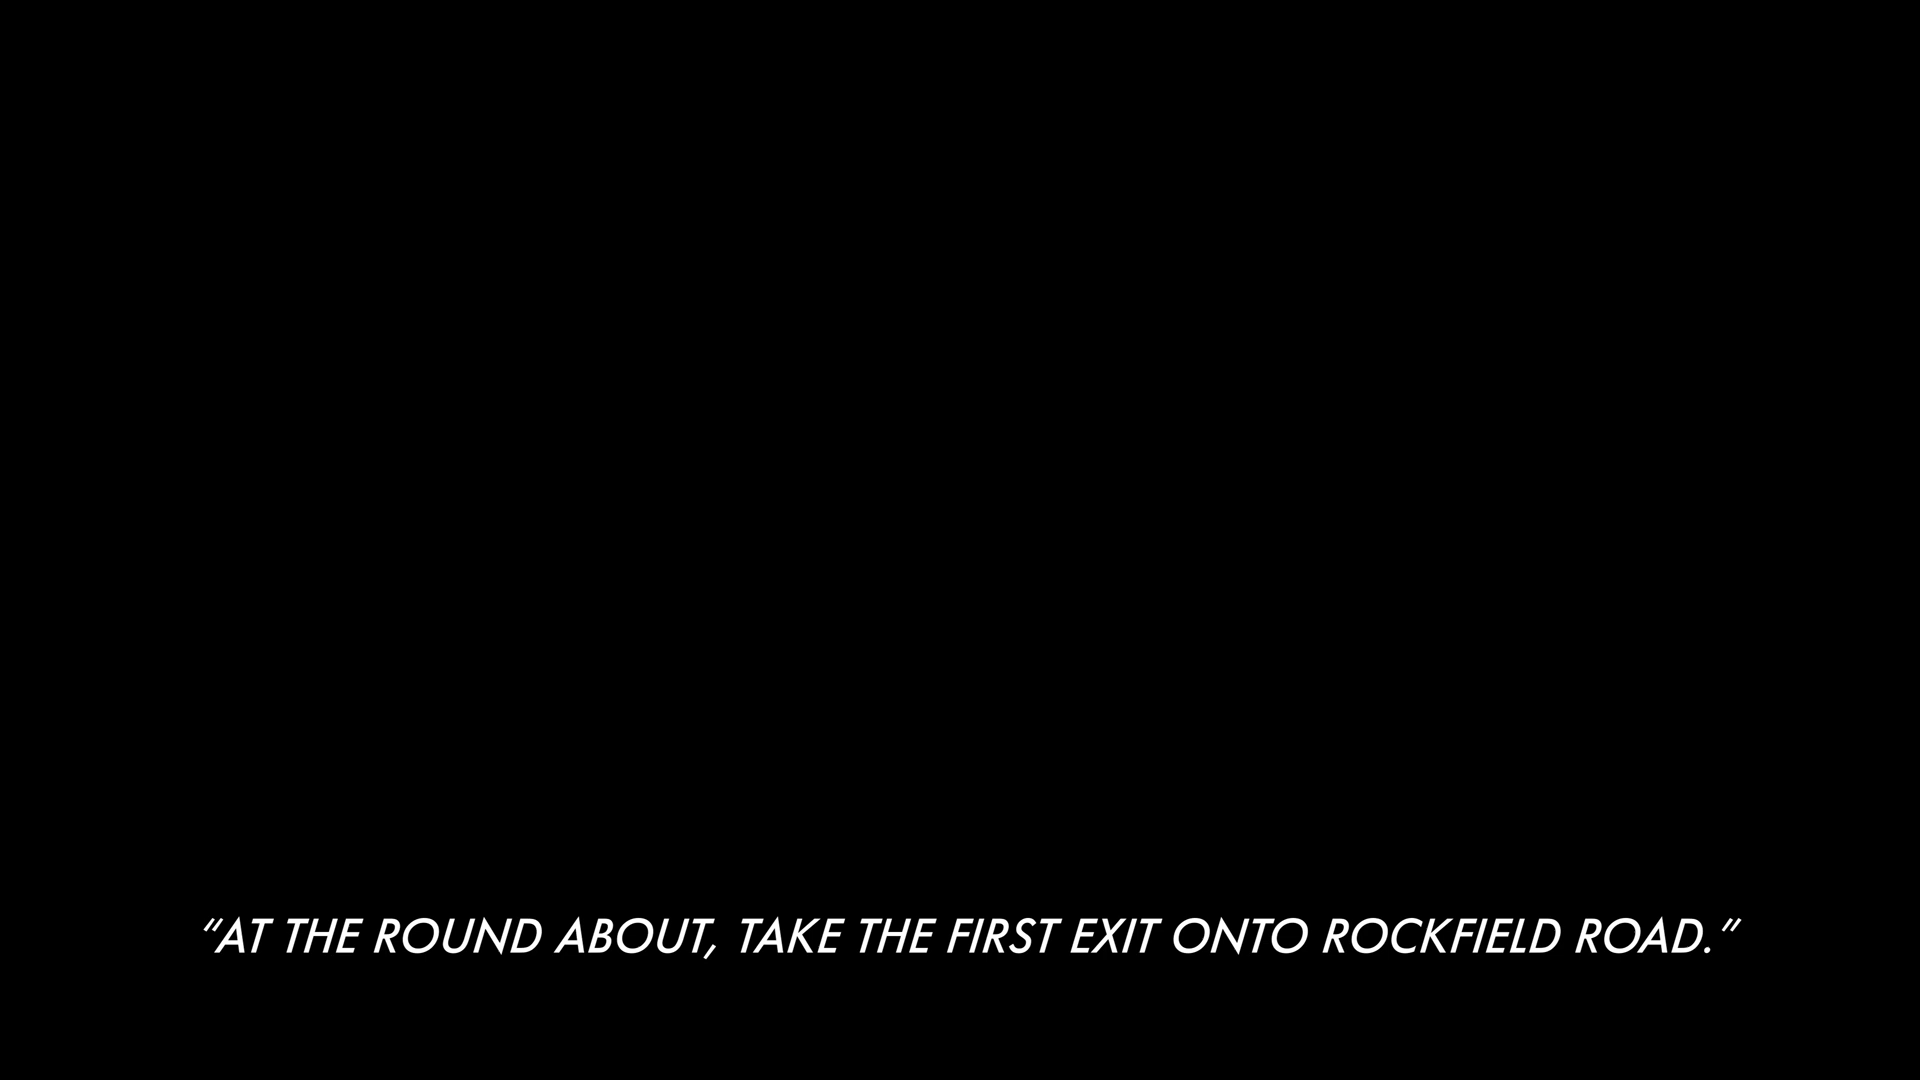 “AT THE ROUND ABOUT, TAKE THE FIRST EXIT ONTO ROCKFIELD ROAD.”